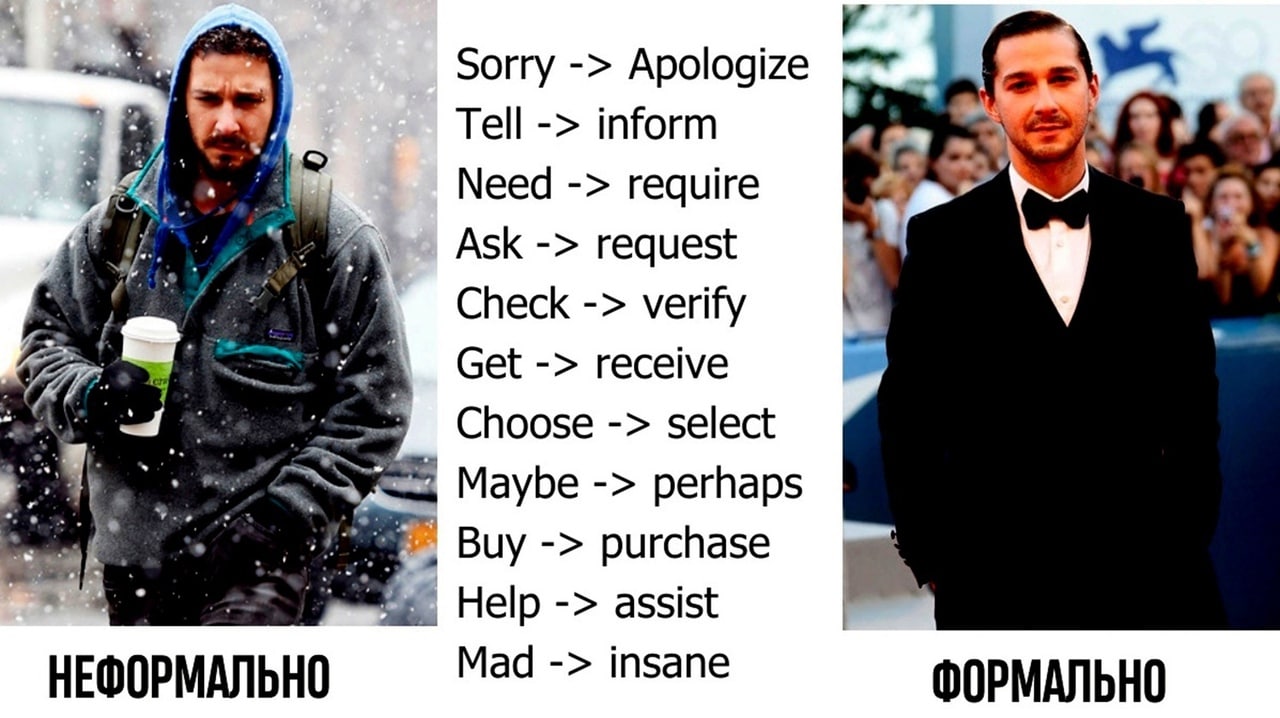 Sorry -> Apologize
Tell -> inform
Need -> require
Ask -> request
Check -> verify
Get -> receive
Choose -> select
Maybe -> perhaps
Buy -> purchase
Help -> assist
Mad -> insane
НЕФОРМАЛЬНО
ФОРМАЛЬНО